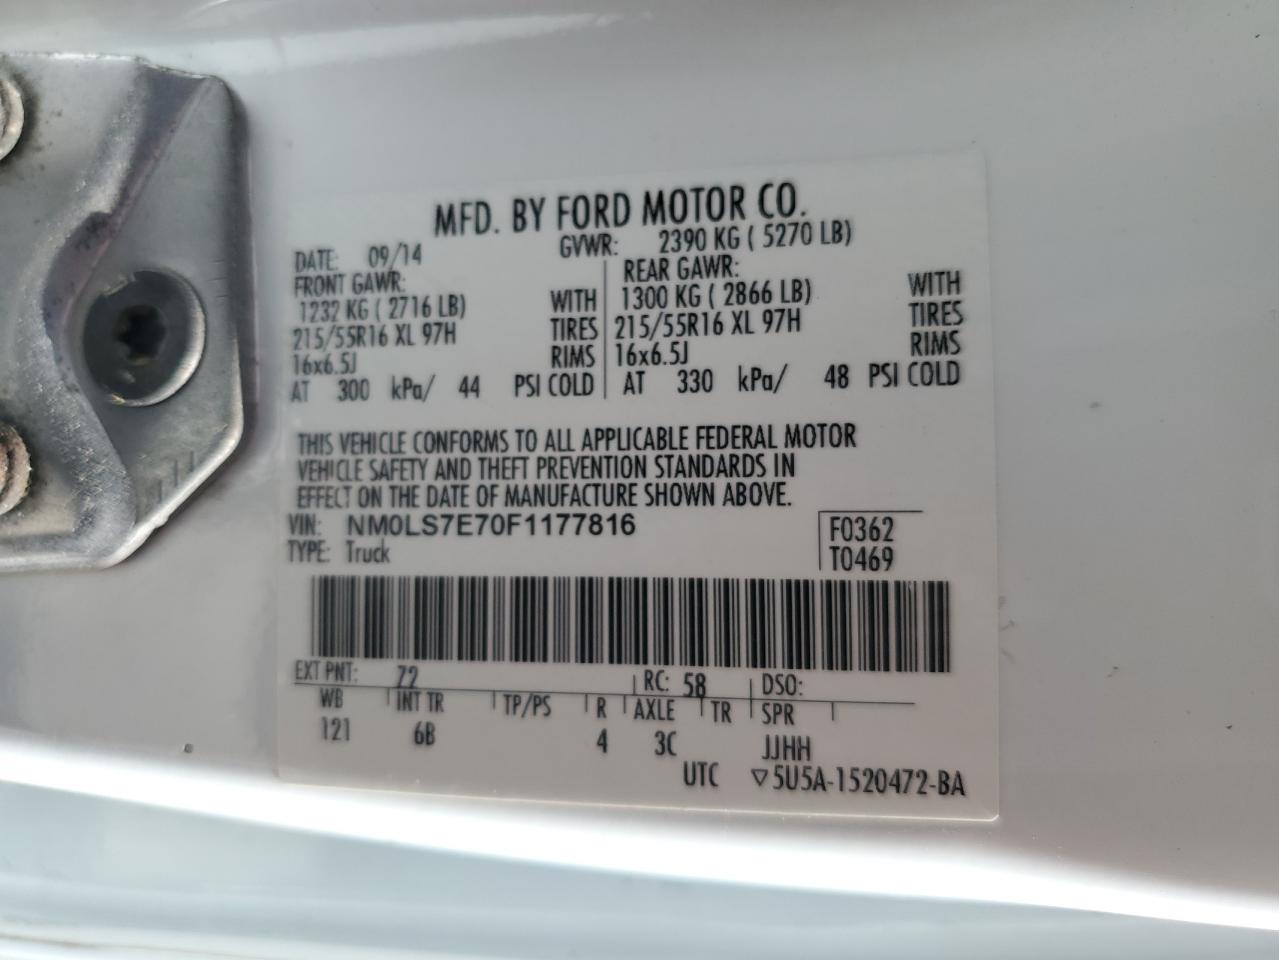 MFD. BY FORD MOTOR CO.
DATE: 09/14 GVWR: 2390 KG ( 5270 LB)
FRONT GAWR: REAR GAWR:
1232 KG ( 2716 LB) WITH 1300 KG ( 2866 LB) WITH
215/55R16 XL 97H TIRES 215/55R16 XL 97H TIRES
16x6.5J RIMS 16x6.5J RIMS
AT 300 kPa/ 44 PSI COLD AT 330 kPa/ 48 PSI COLD
THIS VEHICLE CONFORMS TO ALL APPLICABLE FEDERAL MOTOR
VEHICLE SAFETY AND THEFT PREVENTION STANDARDS IN
EFFECT ON THE DATE OF MANUFACTURE SHOWN ABOVE.
VIN: NM0LS7E70F1177816 F0362
TYPE: Truck T0469
EXT PNT: 72 RC: 58 DSO:
WB INT TR TP/PS R AXLE TR SPR
121 6B 4 3C JJHH
UTC ▽5U5A-1520472-BA